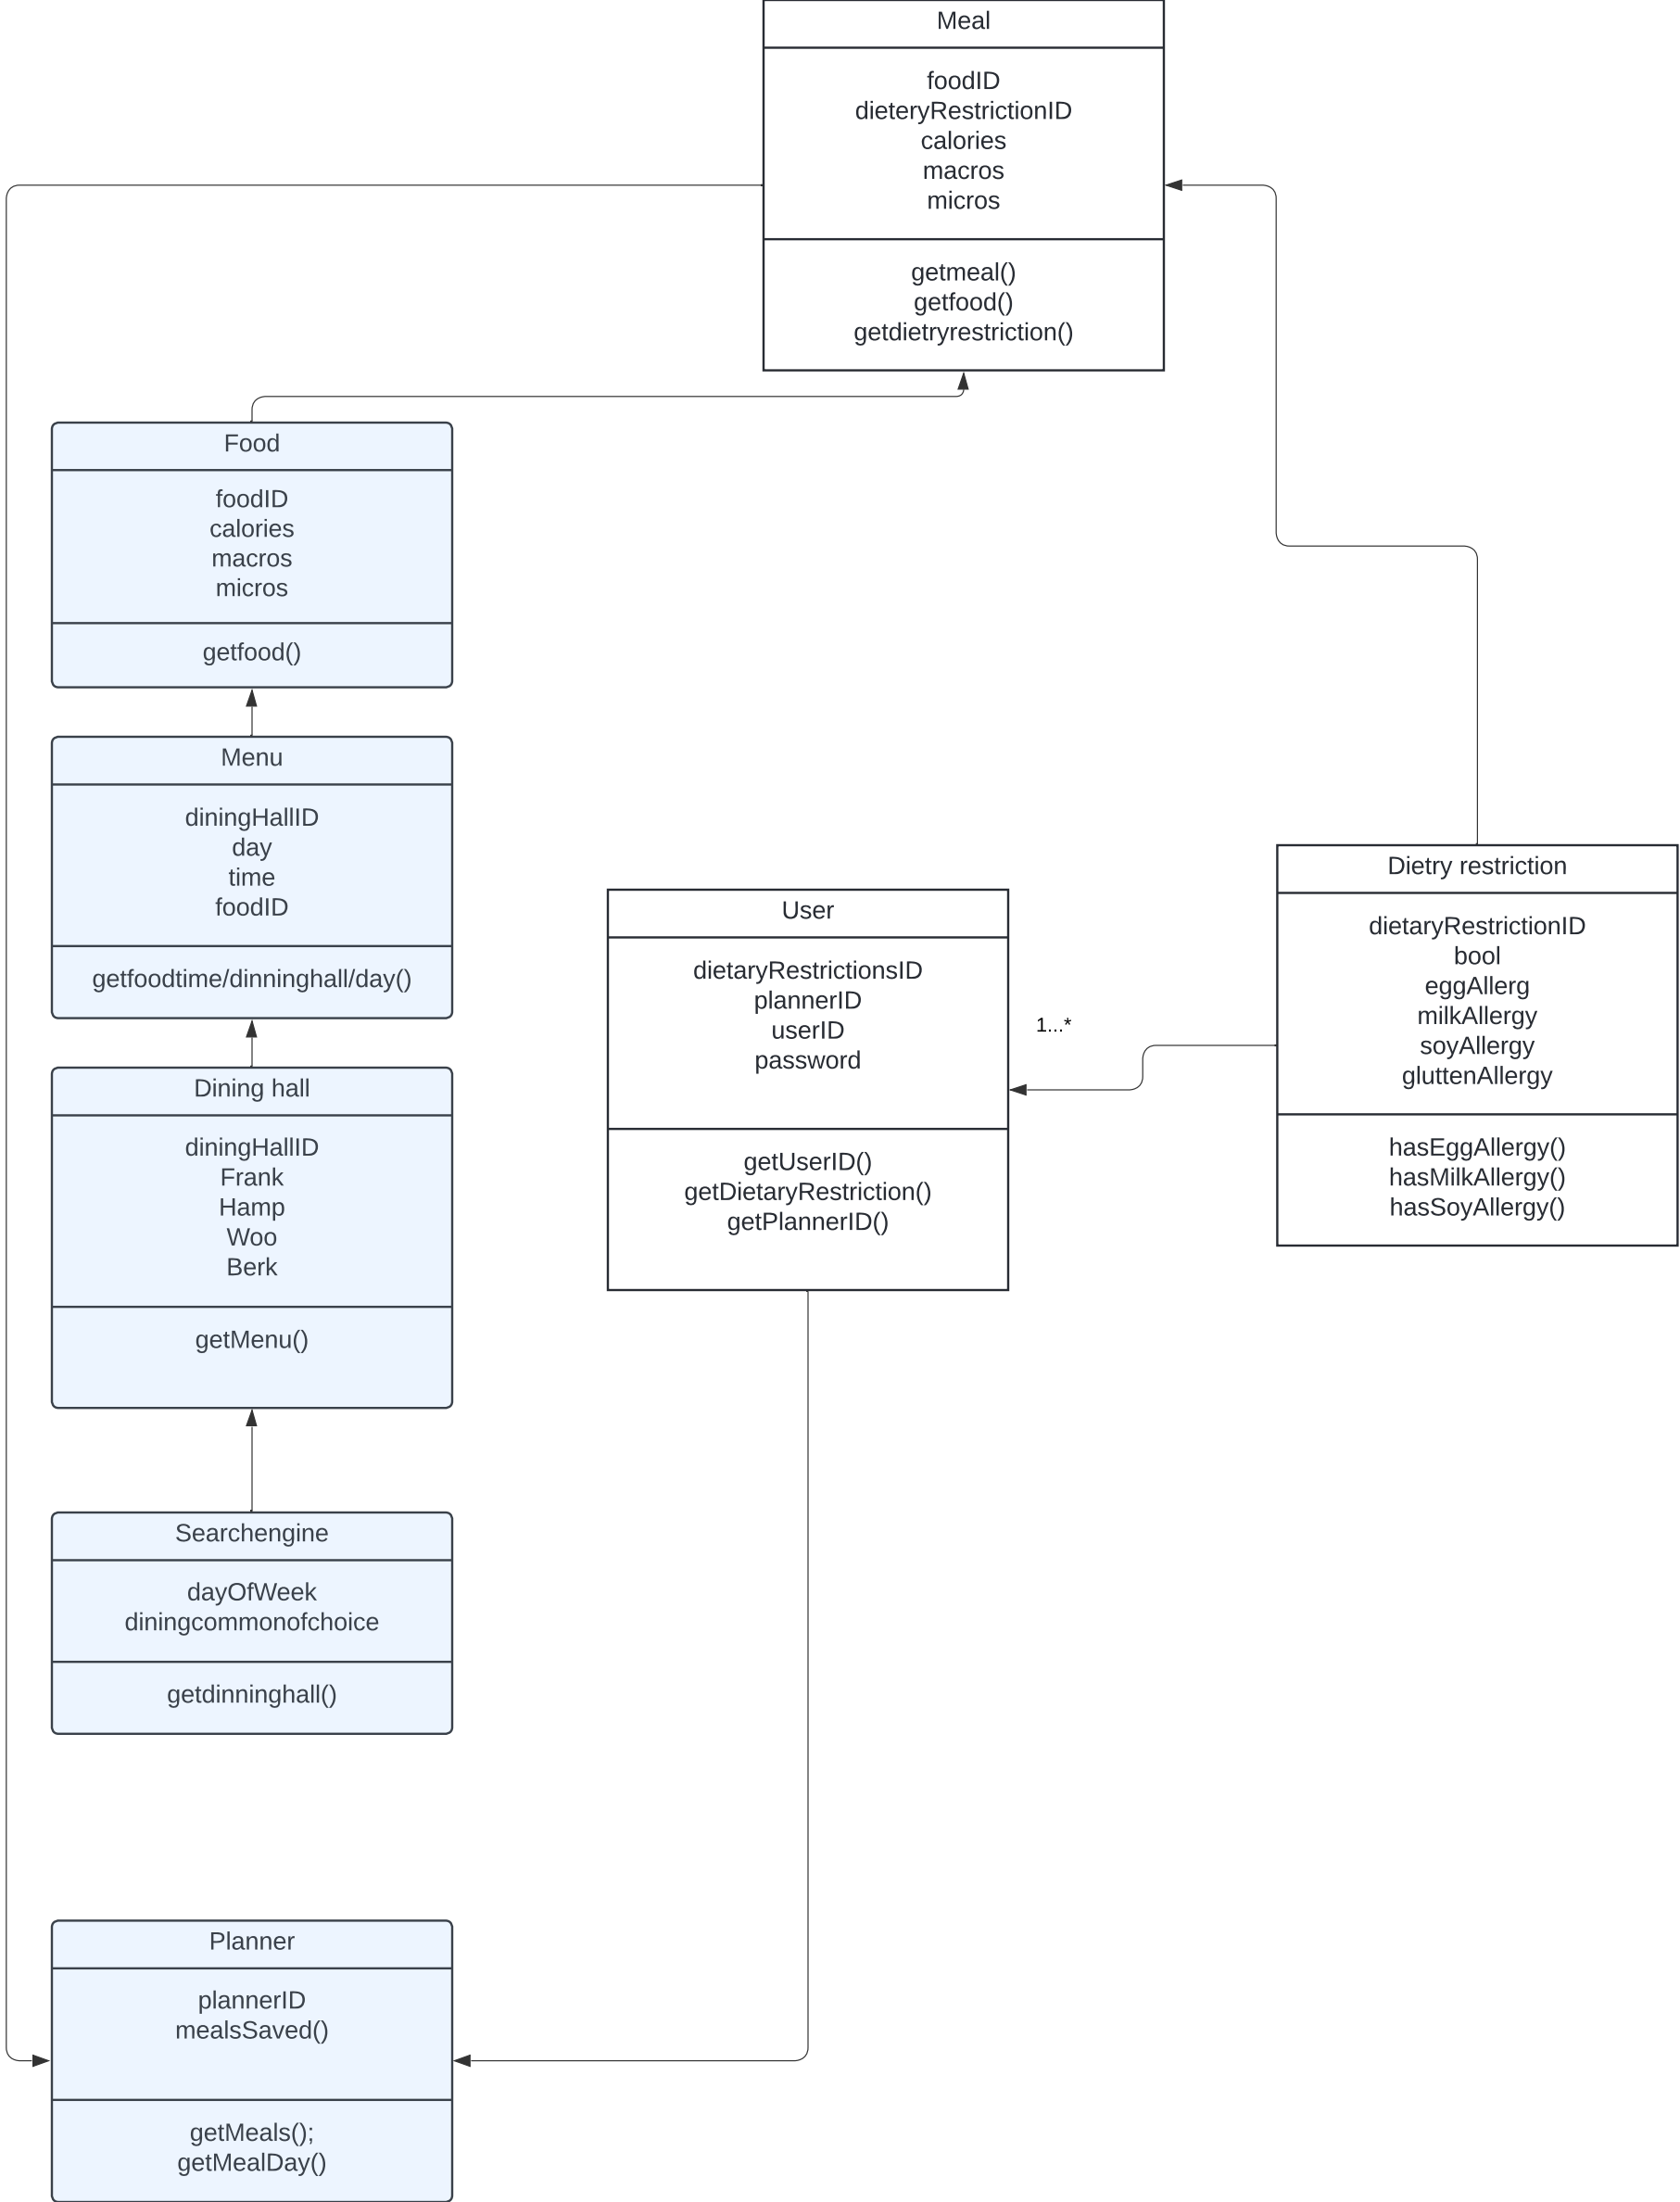 Meal
foodID
dieteryRestrictionID
calories
macros
micros
getmeal()
getfood()
getdietryrestriction()
Food
foodID
calories
macros
micros
getfood()
Menu
diningHallID
day
time
foodID
getfoodtime/dinninghall/day()
Dining hall
diningHallID
Frank
Hamp
Woo
Berk
getMenu()
Searchengine
dayOfWeek
diningcommonofchoice
getdinninghall()
Planner
plannerID
mealsSaved()
getMeals();
getMealDay()
User
dietaryRestrictionsID
plannerID
userID
password
getUserID()
getDietaryRestriction()
getPlannerID()
1...*
Dietry restriction
dietaryRestrictionID
bool
eggAllerg
milkAllergy
soyAllergy
gluttenAllergy
hasEggAllergy()
hasMilkAllergy()
hasSoyAllergy()